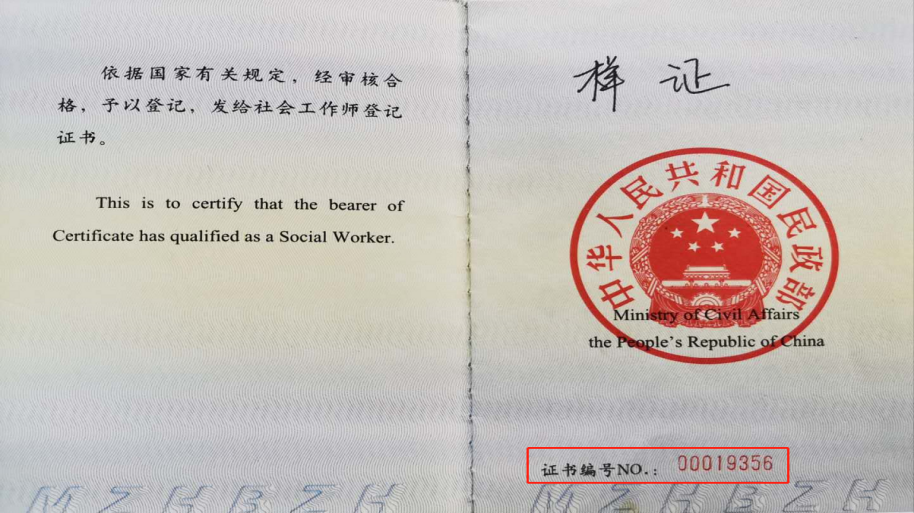 依据国家有关规定，经审核合
格，予以登记，发给社会工作师登记
证书。
This is to certify that the bearer of
Certificate has qualified as a Social Worker.
样证
中华人民共和国民政部
Ministry of Civil Affairs
the People's Republic of China
证书编号NO.：00019356
MZHBZH
MZHBZH